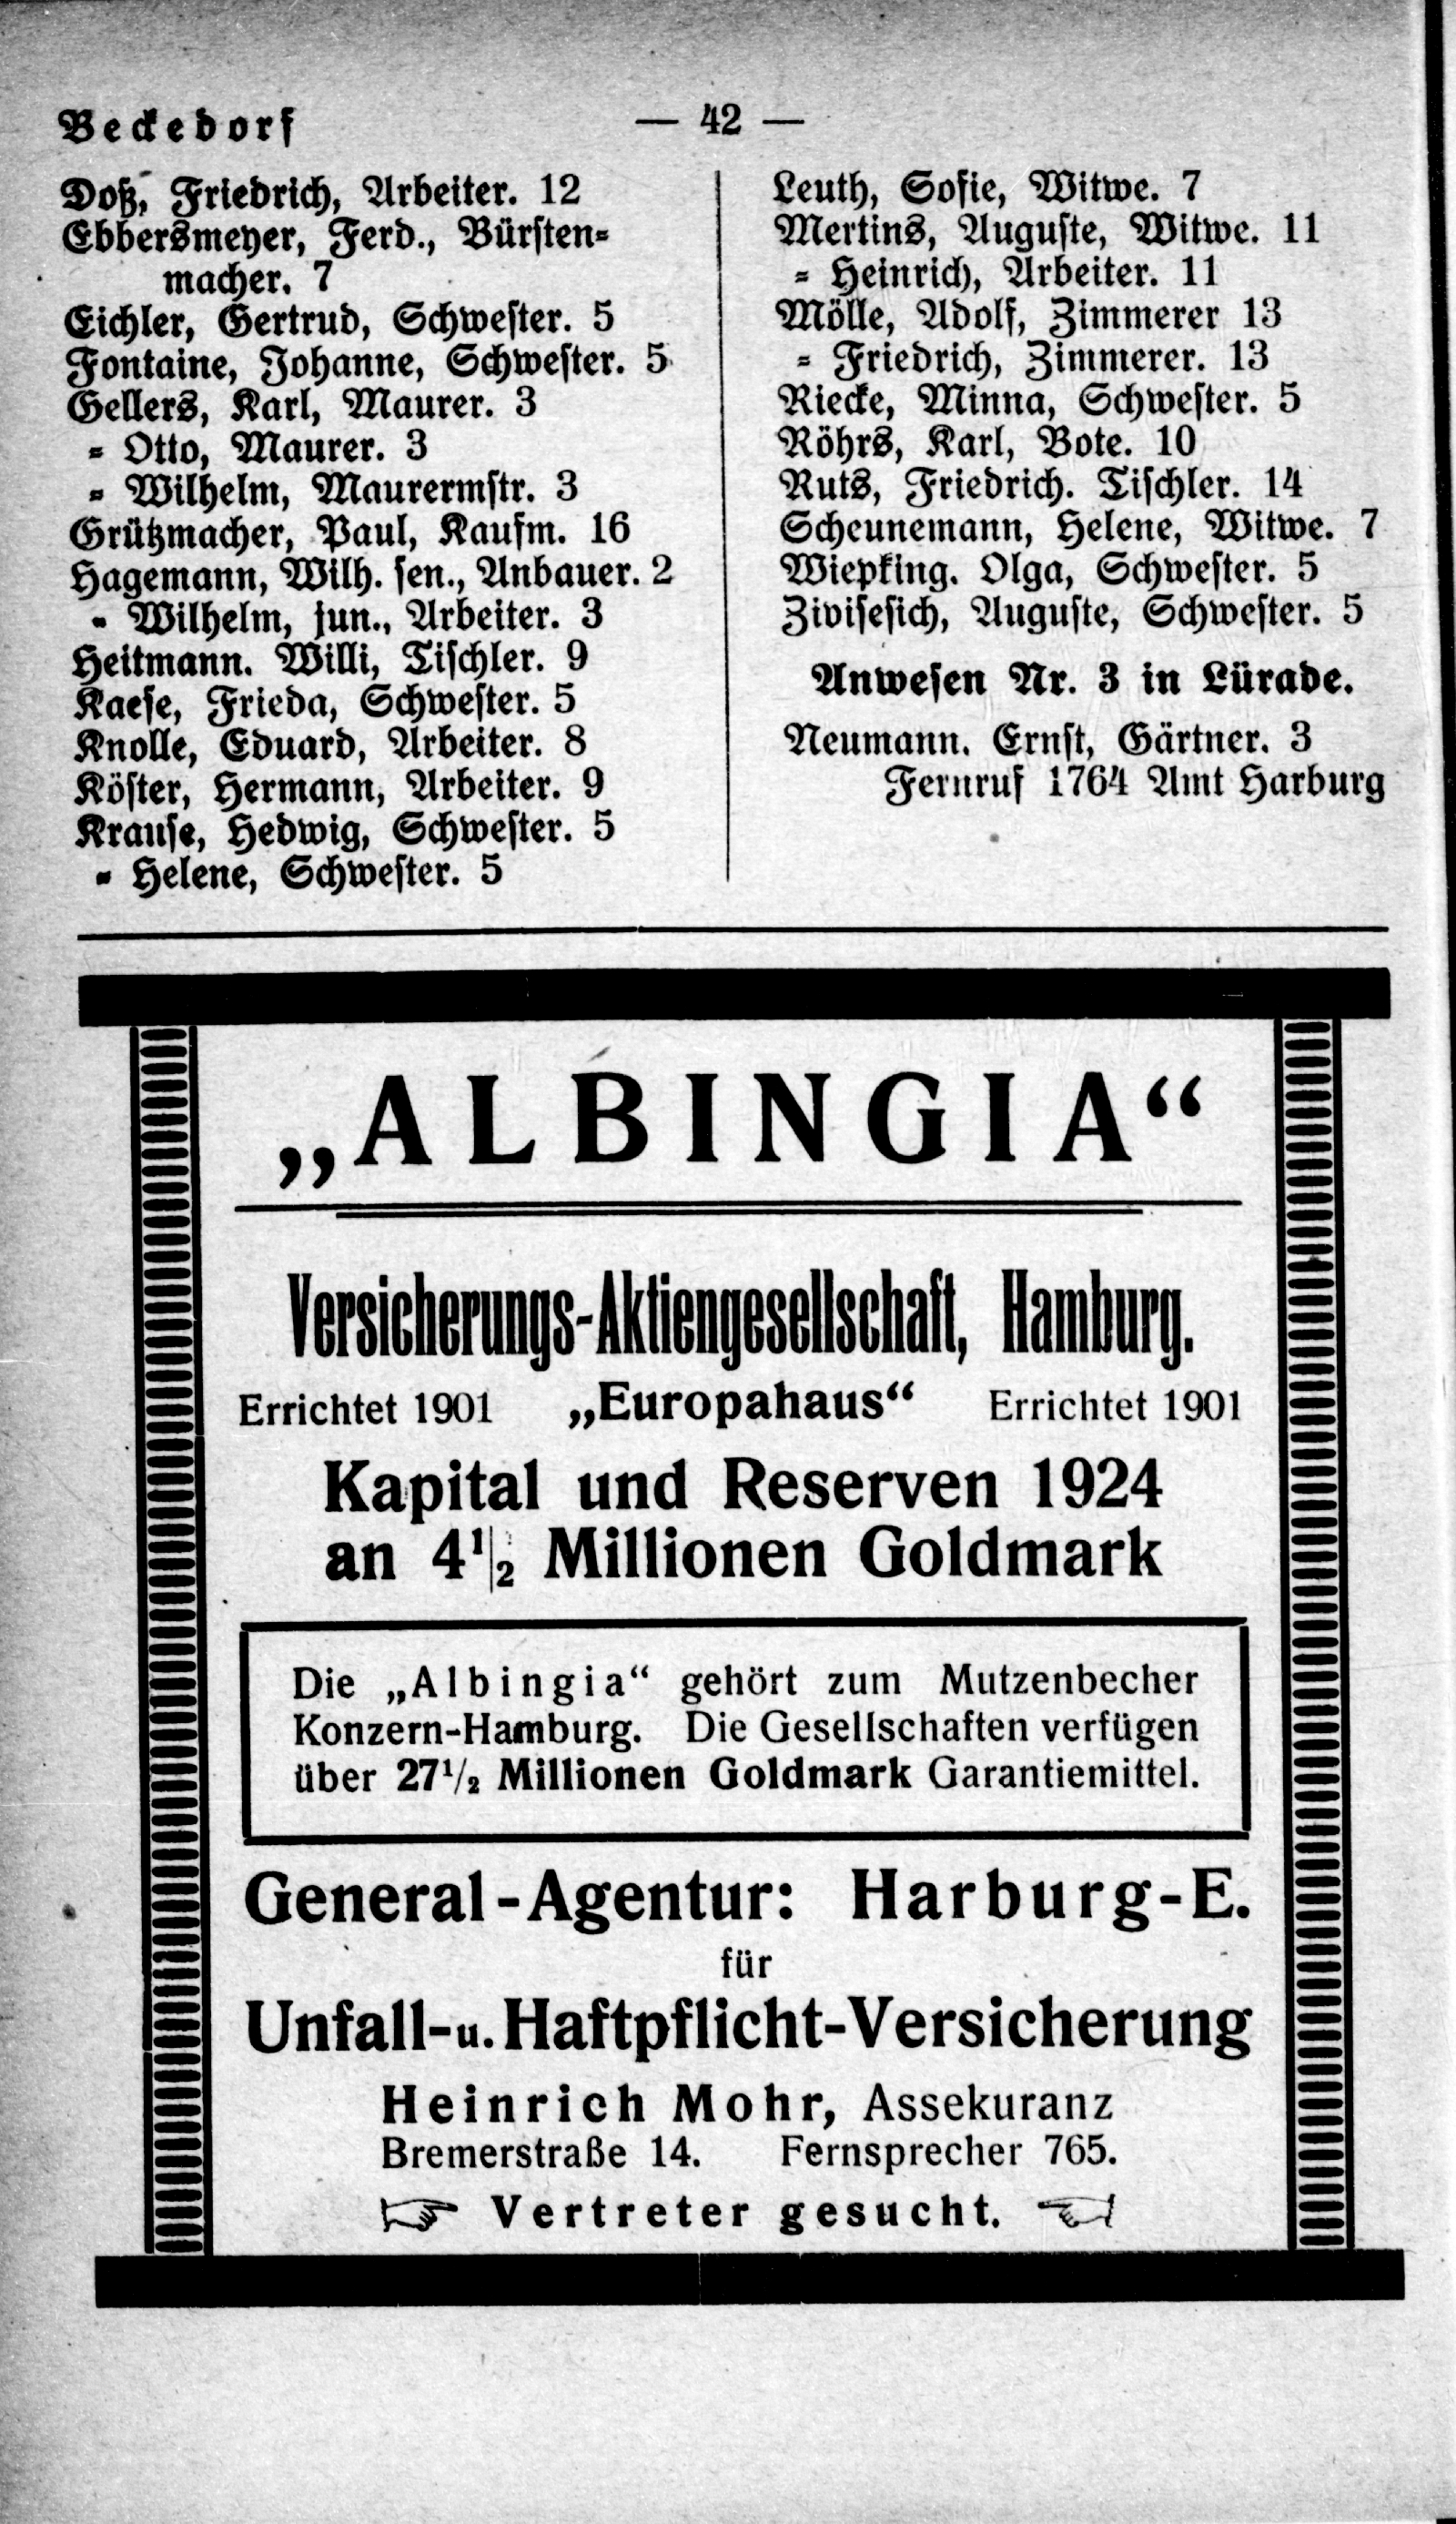 Beckedorf
— 42 —
Doß, Friedrich, Arbeiter. 12
Ebbersmeyer, Ferd., Bürsten-
macher. 7
Eichler, Gertrud, Schwester. 5
Fontaine, Johanne, Schwester. 5
Gellers, Karl, Maurer. 3
- Otto, Maurer. 3
- Wilhelm, Maurermstr. 3
Grützmacher, Paul, Kaufm. 16
Hagemann, Wilh. sen., Anbauer. 2
- Wilhelm, jun., Arbeiter. 3
Heitmann. Willi, Tischler. 9
Kaese, Frieda, Schwester. 5
Knolle, Eduard, Arbeiter. 8
Köster, Hermann, Arbeiter. 9
Krause, Hedwig, Schwester. 5
- Helene, Schwester. 5
Leuth, Sofie, Witwe. 7
Mertins, Auguste, Witwe. 11
- Heinrich, Arbeiter. 11
Mölle, Adolf, Zimmerer 13
- Friedrich, Zimmerer. 13
Riecke, Minna, Schwester. 5
Röhrs, Karl, Bote. 10
Ruts, Friedrich. Tischler. 14
Scheunemann, Helene, Witwe. 7
Wiepking. Olga, Schwester. 5
Zivisesich, Auguste, Schwester. 5
Anwesen Nr. 3 in Lürade.
Neumann. Ernst, Gärtner. 3
Fernruf 1764 Amt Harburg
„ALBINGIA“
Versicherungs-Aktiengesellschaft, Hamburg.
Errichtet 1901 „Europahaus“ Errichtet 1901
Kapital und Reserven 1924
an 4½ Millionen Goldmark
Die „Albingia“ gehört zum Mutzenbecher
Konzern-Hamburg. Die Gesellschaften verfügen
über 27½ Millionen Goldmark Garantiemittel.
General-Agentur: Harburg-E.
für
Unfall- u. Haftpflicht-Versicherung
Heinrich Mohr, Assekuranz
Bremerstraße 14. Fernsprecher 765.
☞ Vertreter gesucht. ☜